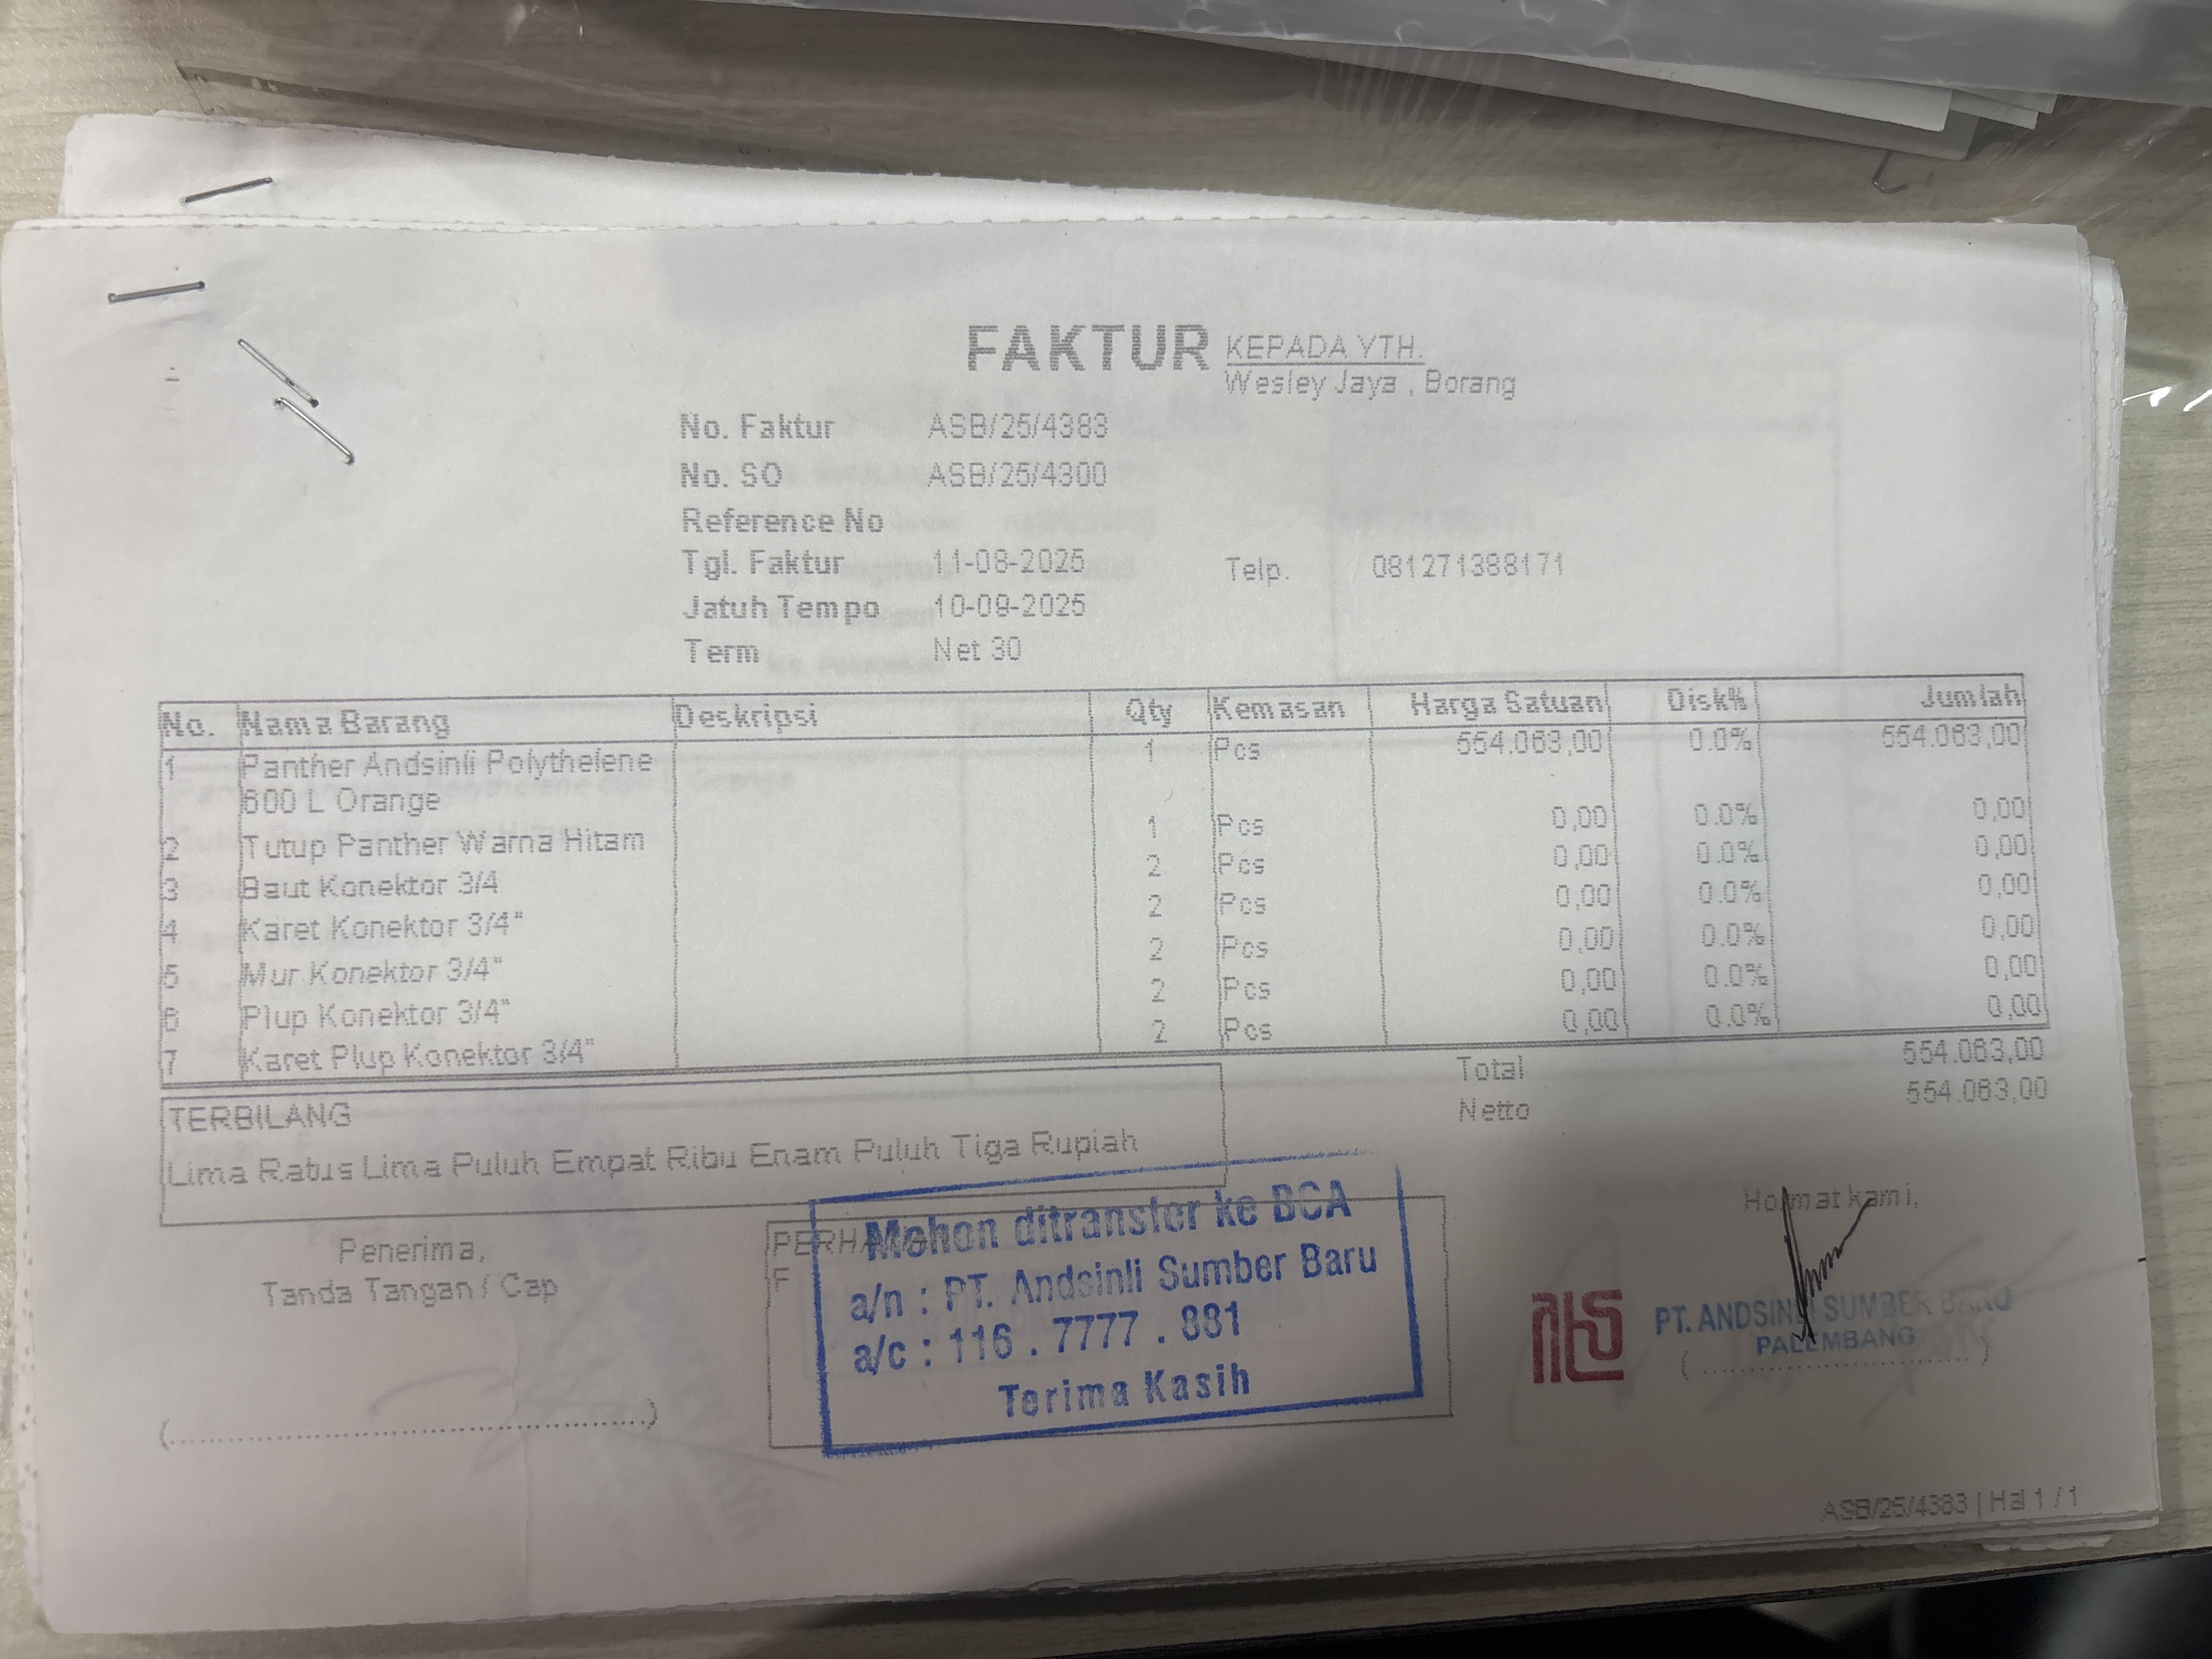 FAKTUR
KEPADA YTH.
Wesley Jaya , Borang
No. Faktur ASB/25/4383
No. SO ASB/25/4300
Reference No
Tgl. Faktur 11-08-2025
Telp. 081271388171
Jatuh Tempo 10-09-2025
Term Net 30
No. Nama Barang Deskripsi Qty Kemasan Harga Satuan Disk% Jumlah
1 Panther Andsinli Polythelene 1 Pcs 554.063,00 0.0% 554.063,00
600 L Orange
2 Tutup Panther Warna Hitam 1 Pcs 0,00 0.0% 0,00
3 Baut Konektor 3/4 2 Pcs 0,00 0.0% 0,00
4 Karet Konektor 3/4" 2 Pcs 0,00 0.0% 0,00
5 Mur Konektor 3/4" 2 Pcs 0,00 0.0% 0,00
6 Plup Konektor 3/4" 2 Pcs 0,00 0.0% 0,00
7 Karet Plup Konektor 3/4" 2 Pcs 0,00 0.0% 0,00
Total 554.063,00
Netto 554.063,00
TERBILANG
Lima Ratus Lima Puluh Empat Ribu Enam Puluh Tiga Rupiah
Penerima,
Tanda Tangan / Cap
(........................................)
Mohon ditransfer ke BCA
a/n : PT. Andsinli Sumber Baru
a/c : 116 . 7777 . 881
Terima Kasih
Hormat kami,
PT. ANDSINLI SUMBER BARU
PALEMBANG
(........................)
ASB/25/4383 | Hal 1 / 1